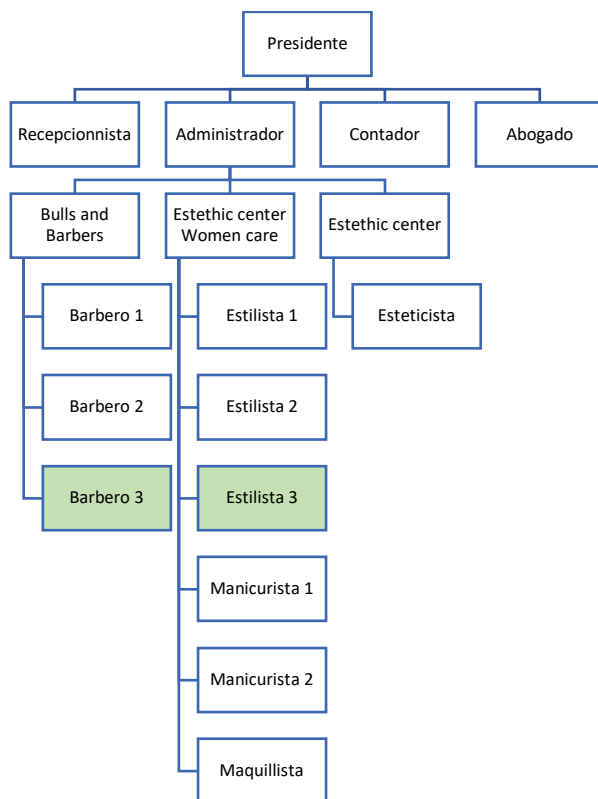 Presidente
Recepcionnista
Administrador
Contador
Abogado
Bulls and
Barbers
Estethic center
Women care
Estethic center
Barbero 1
Estilista 1
Esteticista
Barbero 2
Estilista 2
Barbero 3
Estilista 3
Manicurista 1
Manicurista 2
Maquillista